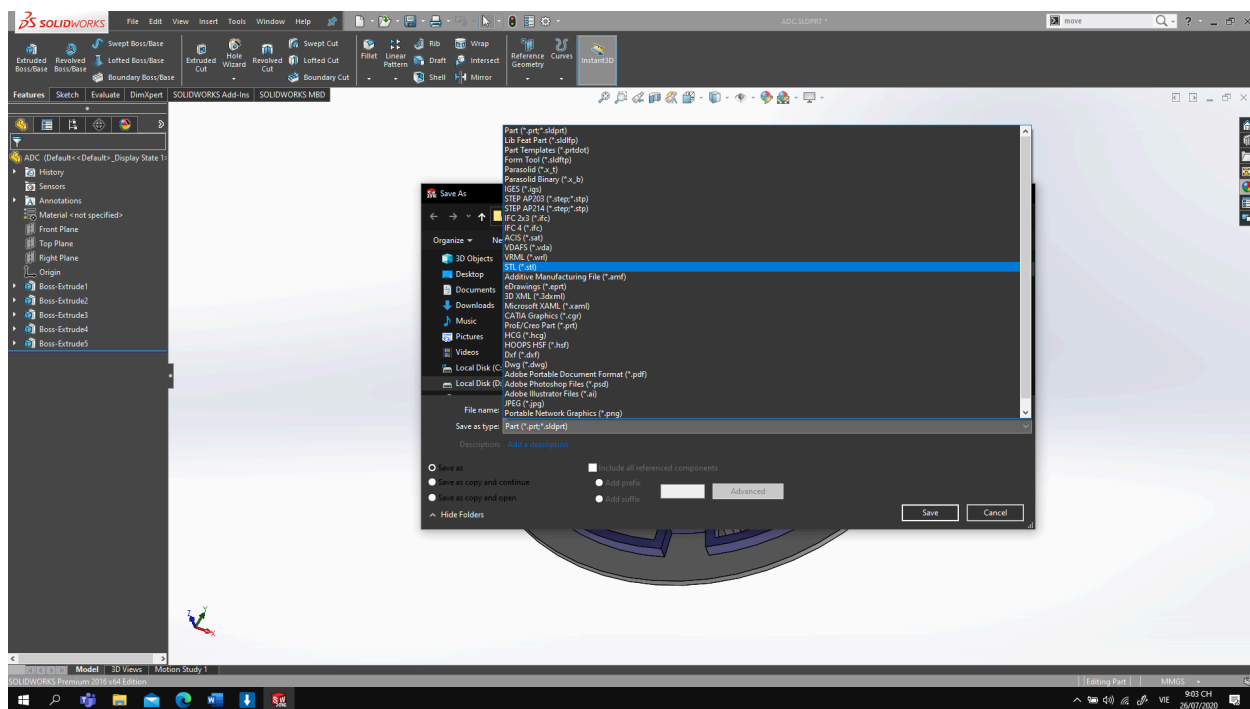 SOLIDWORKS File Edit View Insert Tools Window Help ADC.SLDPRT * move ?
Extruded Boss/Base
Revolved Boss/Base
Swept Boss/Base
Lofted Boss/Base
Boundary Boss/Base
Extruded Cut
Hole Wizard
Revolved Cut
Swept Cut
Lofted Cut
Boundary Cut
Fillet
Linear Pattern
Rib
Draft
Shell
Wrap
Intersect
Mirror
Reference Geometry
Curves
Instant3D
Features Sketch Evaluate DimXpert SOLIDWORKS Add-Ins SOLIDWORKS MBD
ADC (Default<<Default>_Display State 1>
History
Sensors
Annotations
Material <not specified>
Front Plane
Top Plane
Right Plane
Origin
Boss-Extrude1
Boss-Extrude2
Boss-Extrude3
Boss-Extrude4
Boss-Extrude5
Save As
Organize
Ne
3D Objects
Desktop
Documents
Downloads
Music
Pictures
Videos
Local Disk (C:
Local Disk (D:
Part (*.prt;*.sldprt)
Lib Feat Part (*.sldlfp)
Part Templates (*.prtdot)
Form Tool (*.sldftp)
Parasolid (*.x_t)
Parasolid Binary (*.x_b)
IGES (*.igs)
STEP AP203 (*.step;*.stp)
STEP AP214 (*.step;*.stp)
IFC 2x3 (*.ifc)
IFC 4 (*.ifc)
ACIS (*.sat)
VDAFS (*.vda)
VRML (*.wrl)
STL (*.stl)
Additive Manufacturing File (*.amf)
eDrawings (*.eprt)
3D XML (*.3dxml)
Microsoft XAML (*.xaml)
CATIA Graphics (*.cgr)
ProE/Creo Part (*.prt)
HCG (*.hcg)
HOOPS HSF (*.hsf)
Dxf (*.dxf)
Dwg (*.dwg)
Adobe Portable Document Format (*.pdf)
Adobe Photoshop Files (*.psd)
Adobe Illustrator Files (*.ai)
JPEG (*.jpg)
Portable Network Graphics (*.png)
File name:
Save as type: Part (*.prt;*.sldprt)
Description: Add a description
Save as
Save as copy and continue
Save as copy and open
Include all referenced components
Add prefix
Add suffix
Advanced
Hide Folders
Save Cancel
Z Y X
Model 3D Views Motion Study 1
SOLIDWORKS Premium 2016 x64 Edition Editing Part MMGS
VIE 9:03 CH
26/07/2020